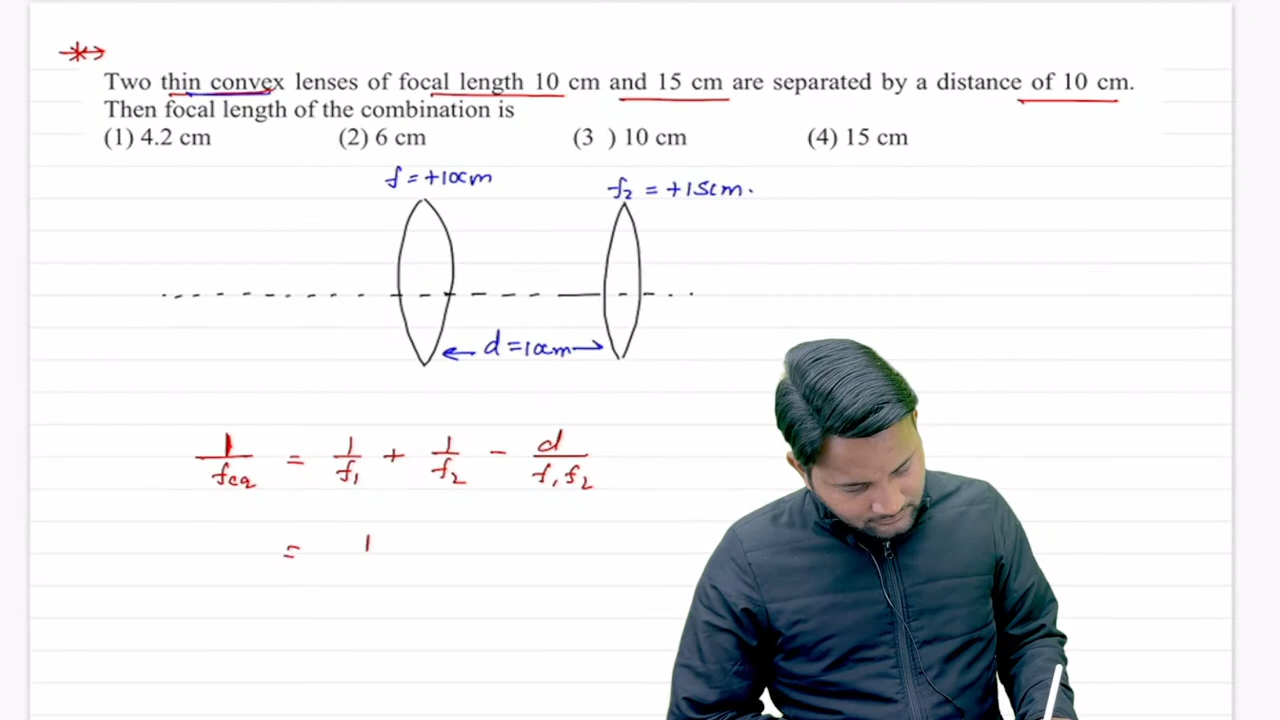 Two thin convex lenses of focal length 10 cm and 15 cm are separated by a distance of 10 cm.
Then focal length of the combination is
(1) 4.2 cm (2) 6 cm (3 ) 10 cm (4) 15 cm
f = +10cm f₂ = +15cm.
d = 10cm
1/feq = 1/f₁ + 1/f₂ - d/f₁f₂
= 1